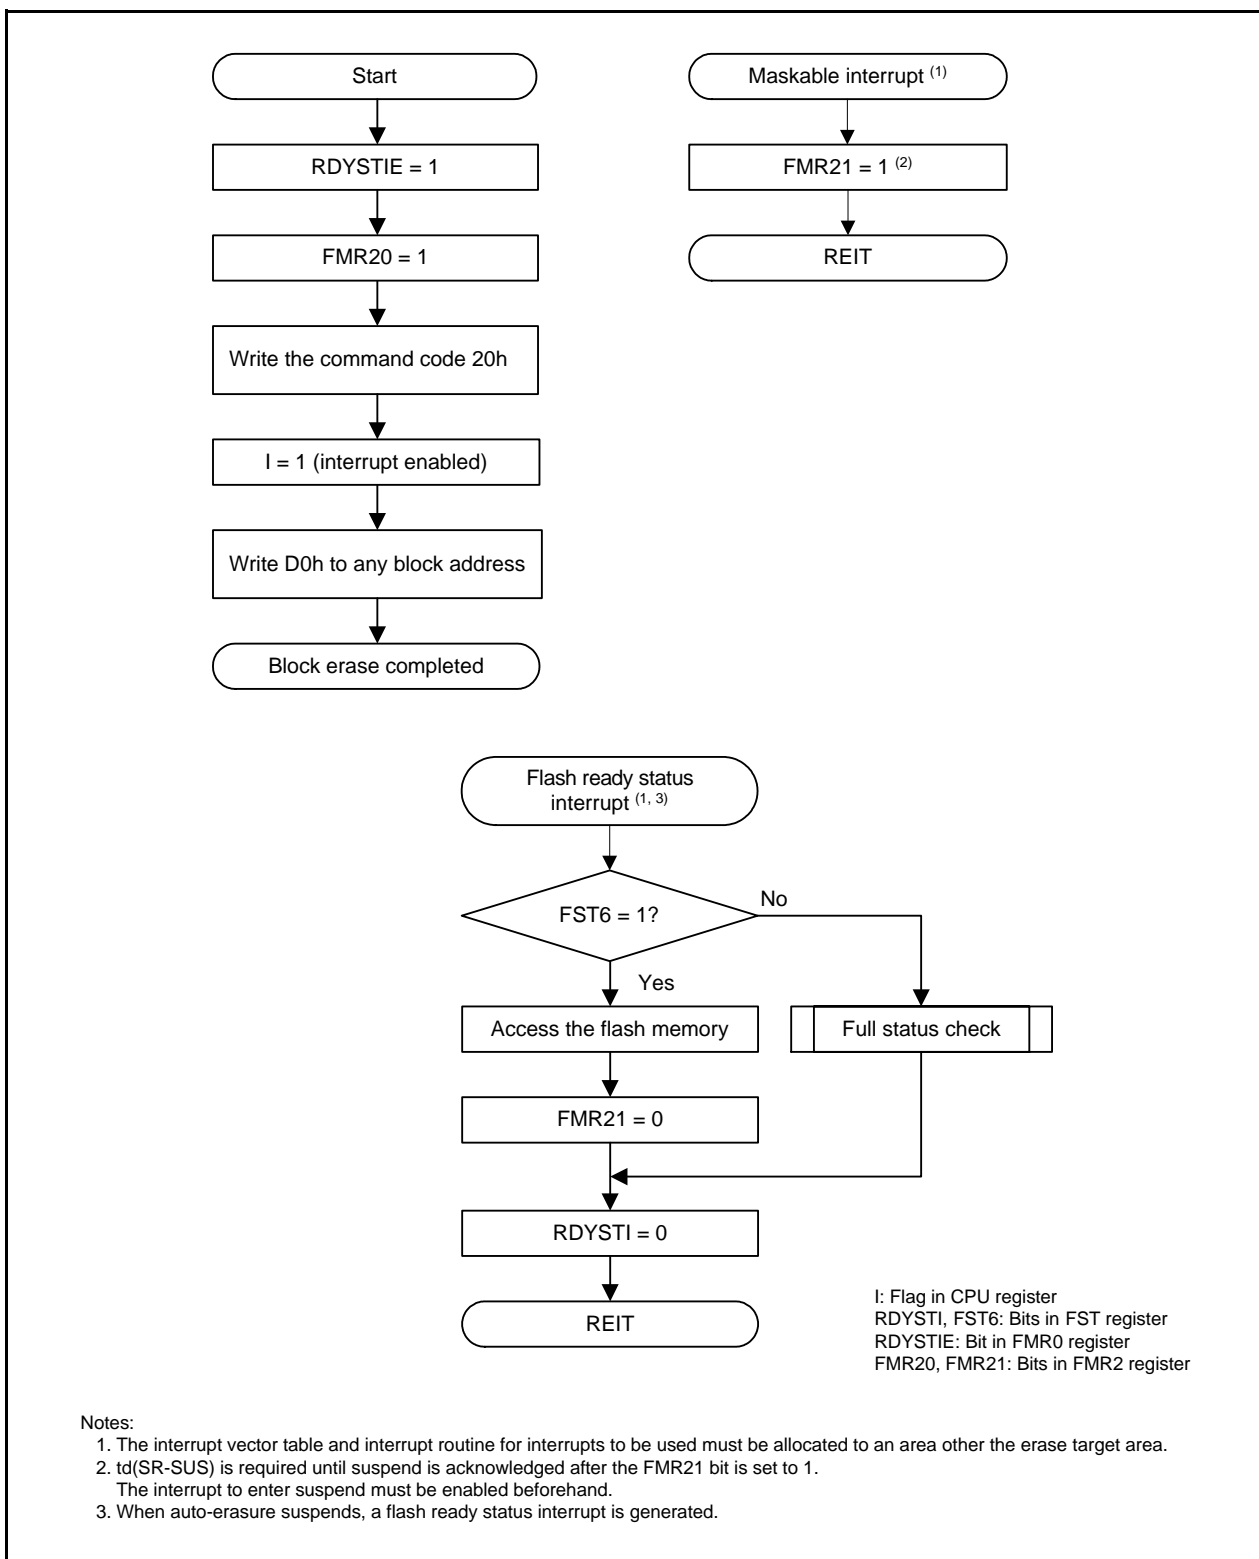 Start
RDYSTIE = 1
FMR20 = 1
Write the command code 20h
I = 1 (interrupt enabled)
Write D0h to any block address
Block erase completed
Maskable interrupt (1)
FMR21 = 1 (2)
REIT
Flash ready status
interrupt (1, 3)
FST6 = 1?
No
Yes
Access the flash memory
Full status check
FMR21 = 0
RDYSTI = 0
REIT
I: Flag in CPU register
RDYSTI, FST6: Bits in FST register
RDYSTIE: Bit in FMR0 register
FMR20, FMR21: Bits in FMR2 register
Notes:
1. The interrupt vector table and interrupt routine for interrupts to be used must be allocated to an area other the erase target area.
2. td(SR-SUS) is required until suspend is acknowledged after the FMR21 bit is set to 1.
The interrupt to enter suspend must be enabled beforehand.
3. When auto-erasure suspends, a flash ready status interrupt is generated.